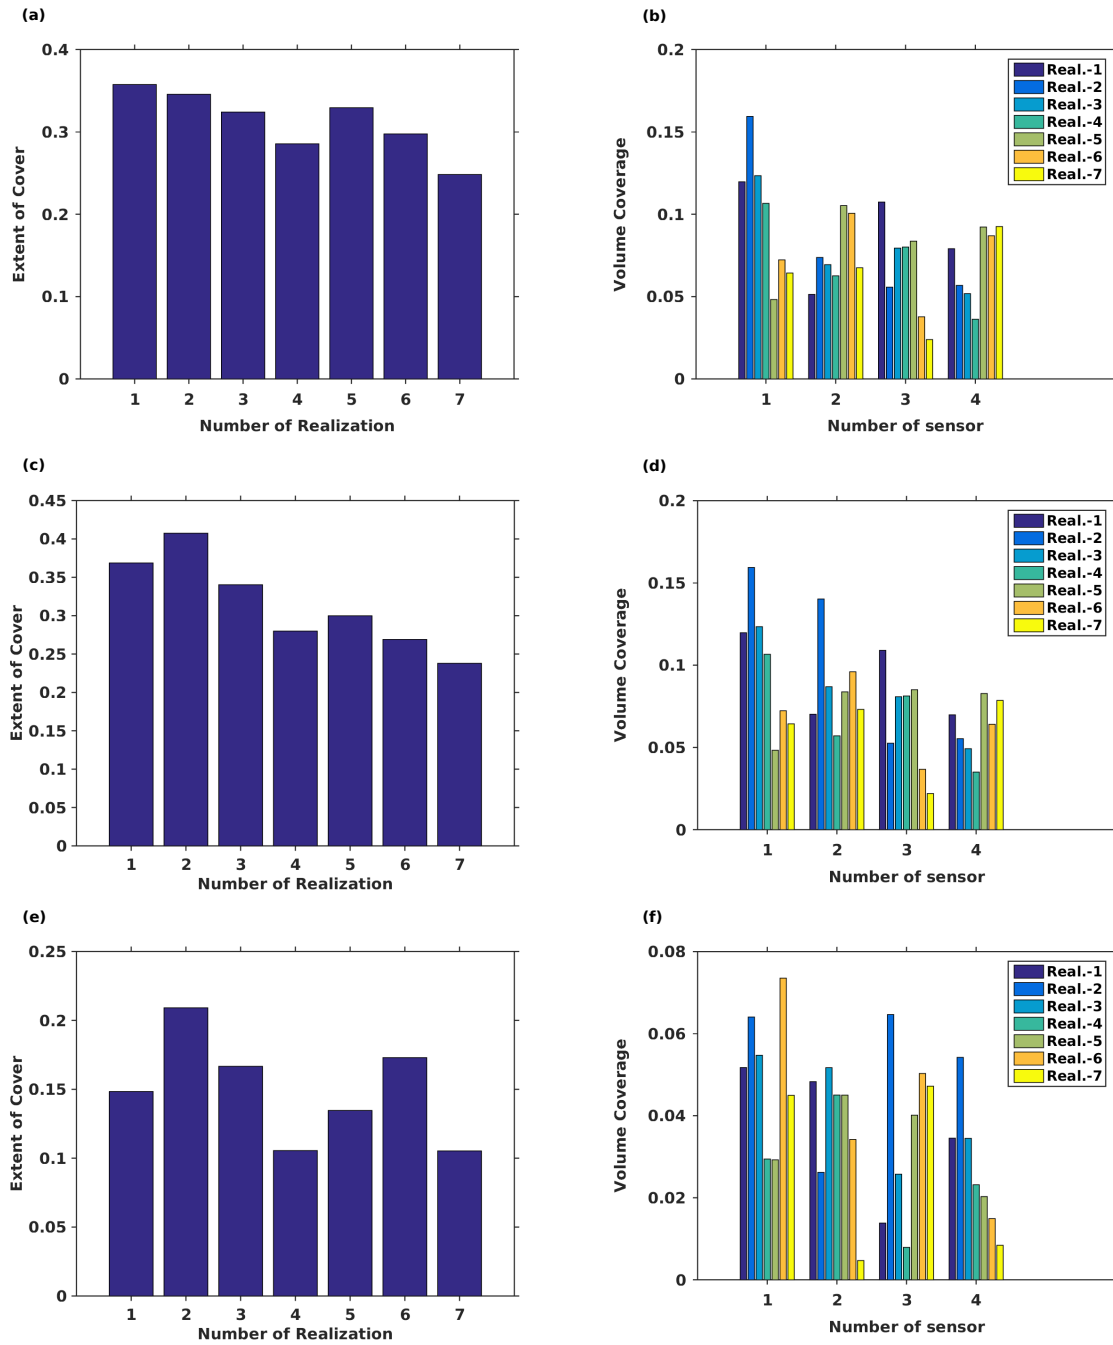 (a)
0.4
0.3
0.2
0.1
0
Extent of Cover
1 2 3 4 5 6 7
Number of Realization
(b)
0.2
0.15
0.1
0.05
0
Volume Coverage
Real.-1
Real.-2
Real.-3
Real.-4
Real.-5
Real.-6
Real.-7
1 2 3 4
Number of sensor
(c)
0.45
0.4
0.35
0.3
0.25
0.2
0.15
0.1
0.05
0
Extent of Cover
1 2 3 4 5 6 7
Number of Realization
(d)
0.2
0.15
0.1
0.05
0
Volume Coverage
Real.-1
Real.-2
Real.-3
Real.-4
Real.-5
Real.-6
Real.-7
1 2 3 4
Number of sensor
(e)
0.25
0.2
0.15
0.1
0.05
0
Extent of Cover
1 2 3 4 5 6 7
Number of Realization
(f)
0.08
0.06
0.04
0.02
0
Volume Coverage
Real.-1
Real.-2
Real.-3
Real.-4
Real.-5
Real.-6
Real.-7
1 2 3 4
Number of sensor